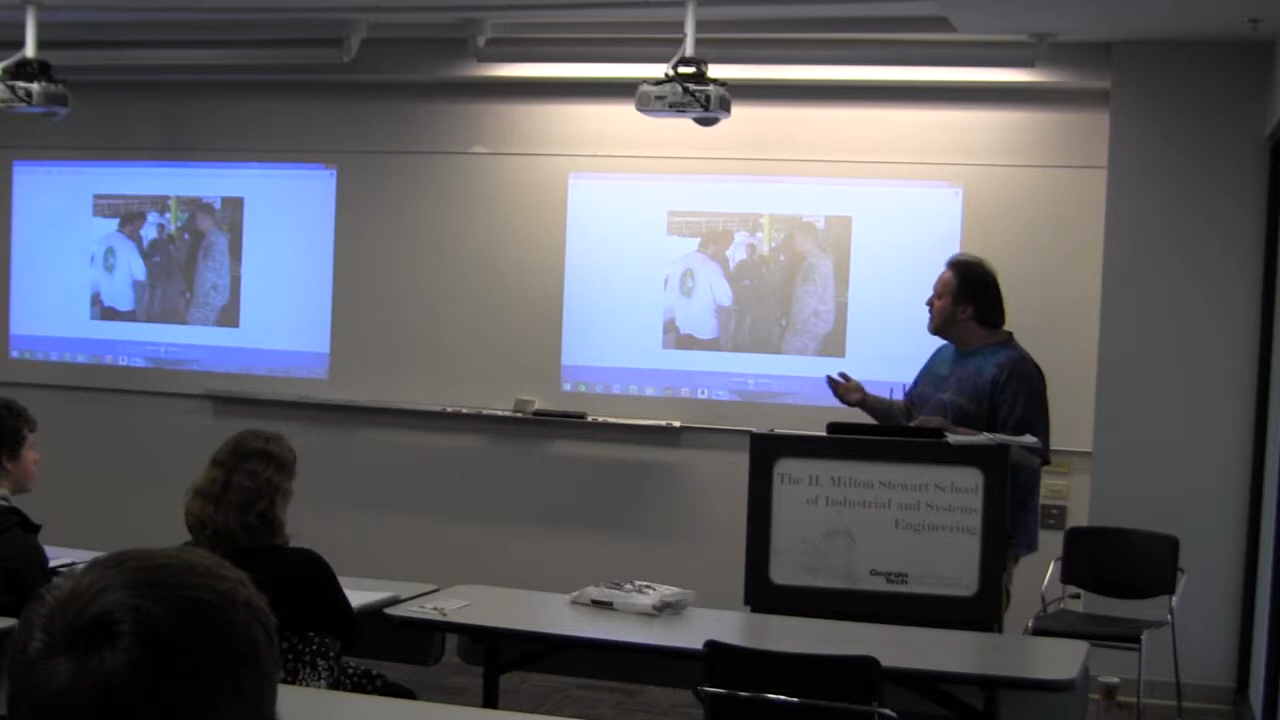 The H. Milton Stewart School
of Industrial and Systems
Engineering
Georgia
Tech